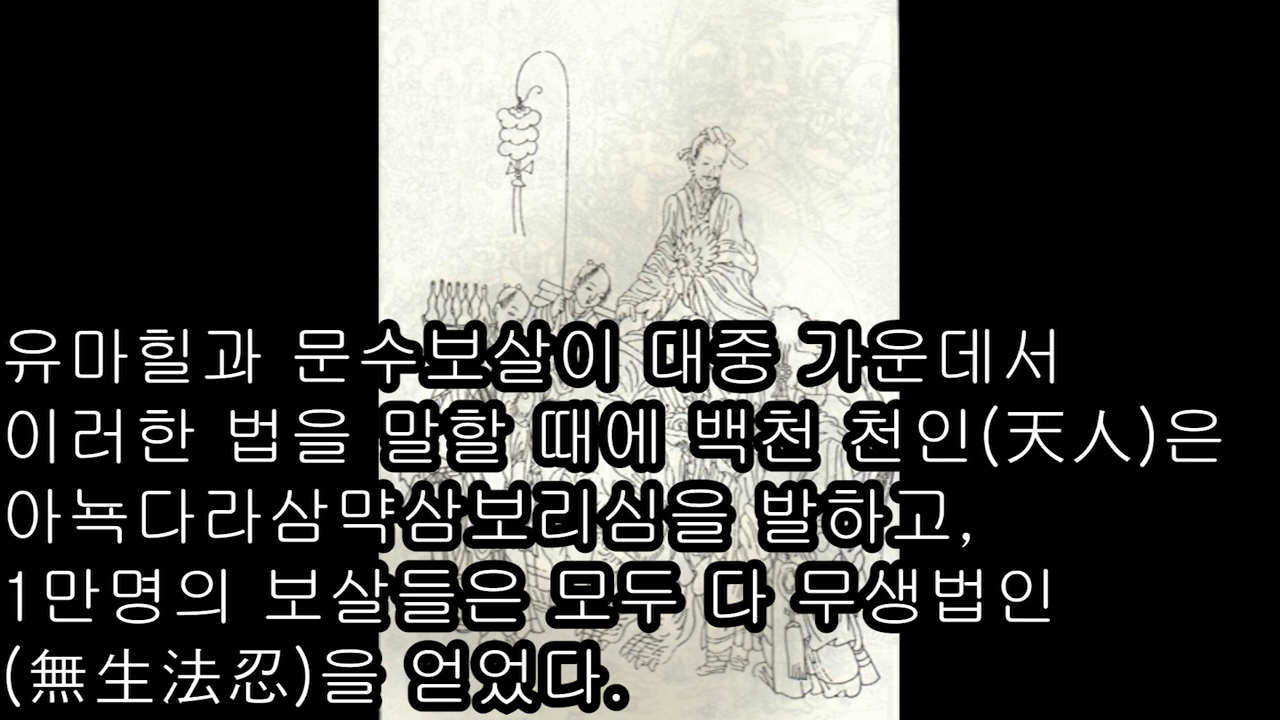 유마힐과 문수보살이 대중 가운데서
이러한 법을 말할 때에 백천 천인(天人)은
아뇩다라삼먁삼보리심을 발하고,
1만명의 보살들은 모두 다 무생법인
(無生法忍)을 얻었다.